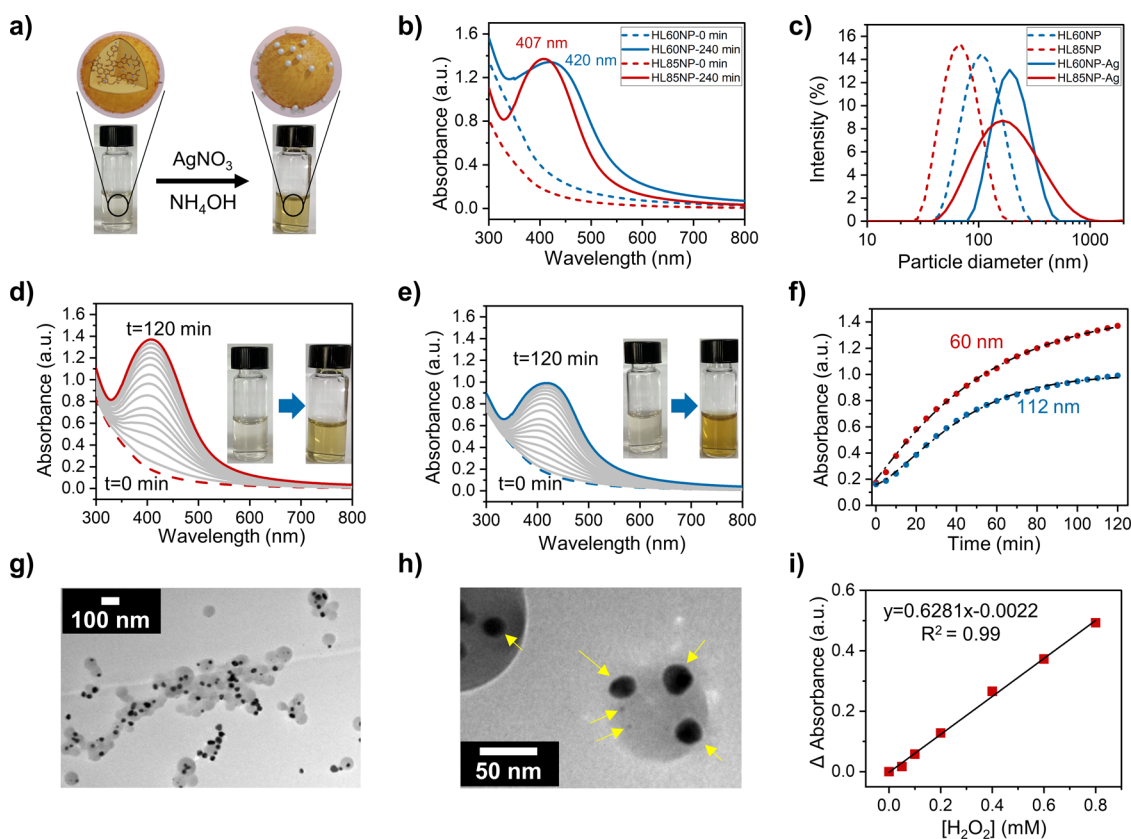 a)
AgNO3
NH4OH
b)
407 nm
420 nm
HL60NP-0 min
HL60NP-240 min
HL85NP-0 min
HL85NP-240 min
1.6
1.2
0.8
0.4
0.0
Absorbance (a.u.)
300 400 500 600 700 800
Wavelength (nm)
c)
HL60NP
HL85NP
HL60NP-Ag
HL85NP-Ag
16
14
12
10
8
6
4
2
0
Intensity (%)
10 100 1000
Particle diameter (nm)
d)
t=120 min
t=0 min
1.6
1.4
1.2
1.0
0.8
0.6
0.4
0.2
0.0
Absorbance (a.u.)
300 400 500 600 700 800
Wavelength (nm)
e)
t=120 min
t=0 min
1.6
1.4
1.2
1.0
0.8
0.6
0.4
0.2
0.0
Absorbance (a.u.)
300 400 500 600 700 800
Wavelength (nm)
f)
60 nm
112 nm
1.4
1.2
1.0
0.8
0.6
0.4
0.2
0.0
Absorbance (a.u.)
0 20 40 60 80 100 120
Time (min)
g)
100 nm
h)
50 nm
i)
y=0.6281x-0.0022
R² = 0.99
0.6
0.4
0.2
0.0
Δ Absorbance (a.u.)
0.0 0.2 0.4 0.6 0.8
[H2O2] (mM)